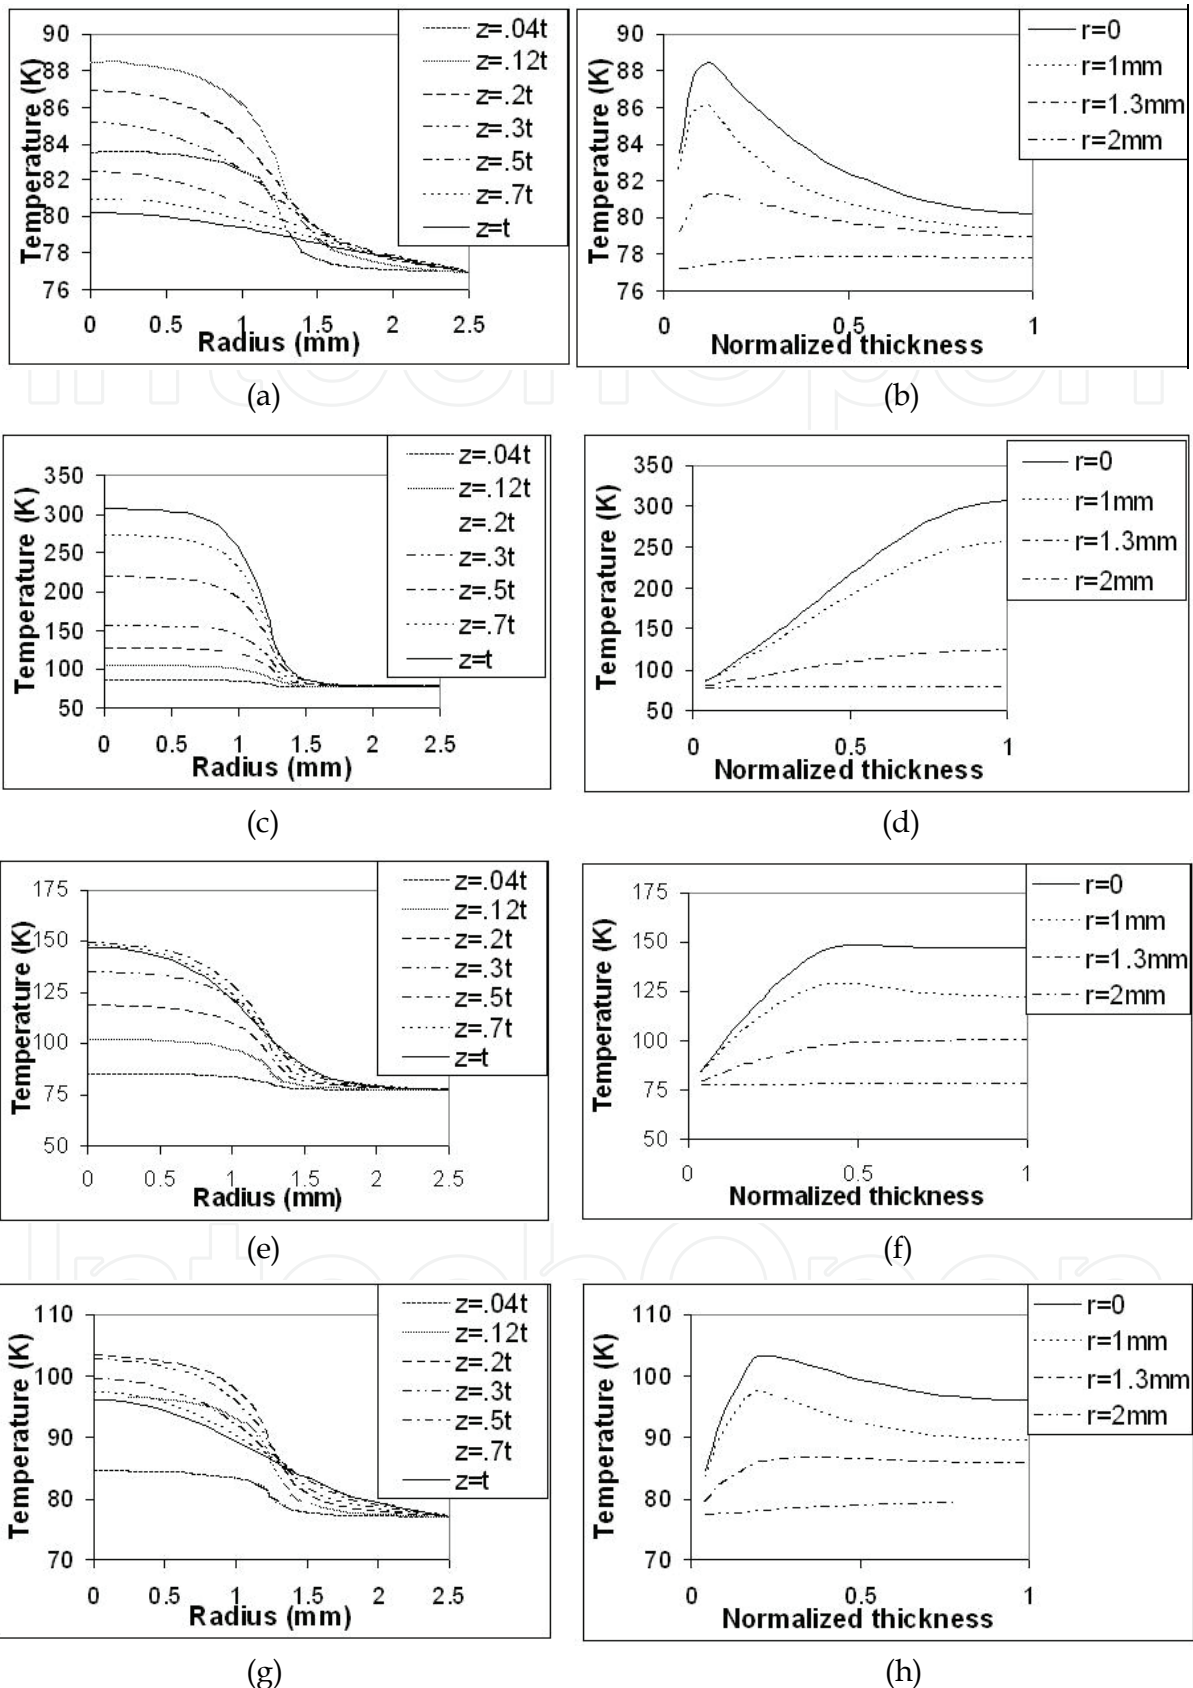 90
88
86
84
82
80
78
76
Temperature (K)
0 0.5 1 1.5 2 2.5
Radius (mm)
z=.04t
z=.12t
z=.2t
z=.3t
z=.5t
z=.7t
z=t
(a)
90
88
86
84
82
80
78
76
Temperature (K)
0 0.5 1
Normalized thickness
r=0
r=1mm
r=1.3mm
r=2mm
(b)
IntechOpen
350
300
250
200
150
100
50
Temperature (K)
0 0.5 1 1.5 2 2.5
Radius (mm)
z=.04t
z=.12t
z=.2t
z=.3t
z=.5t
z=.7t
z=t
(c)
350
300
250
200
150
100
50
Temperature (K)
0 0.5 1
Normalized thickness
r=0
r=1mm
r=1.3mm
r=2mm
(d)
175
150
125
100
75
50
Temperature (K)
0 0.5 1 1.5 2 2.5
Radius (mm)
z=.04t
z=.12t
z=.2t
z=.3t
z=.5t
z=.7t
z=t
(e)
175
150
125
100
75
50
Temperature (K)
0 0.5 1
Normalized thickness
r=0
r=1mm
r=1.3mm
r=2mm
(f)
IntechOpen
110
100
90
80
70
Temperature (K)
0 0.5 1 1.5 2 2.5
Radius (mm)
z=.04t
z=.12t
z=.2t
z=.3t
z=.5t
z=.7t
z=t
(g)
110
100
90
80
70
Temperature (K)
0 0.5 1
Normalized thickness
r=0
r=1mm
r=1.3mm
r=2mm
(h)